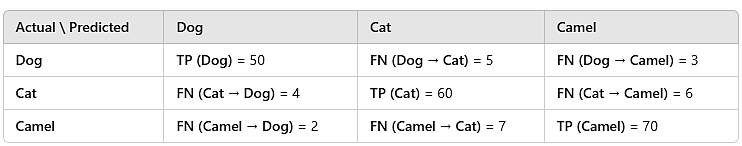 Actual \ Predicted Dog Cat Camel
Dog TP (Dog) = 50 FN (Dog → Cat) = 5 FN (Dog → Camel) = 3
Cat FN (Cat → Dog) = 4 TP (Cat) = 60 FN (Cat → Camel) = 6
Camel FN (Camel → Dog) = 2 FN (Camel → Cat) = 7 TP (Camel) = 70